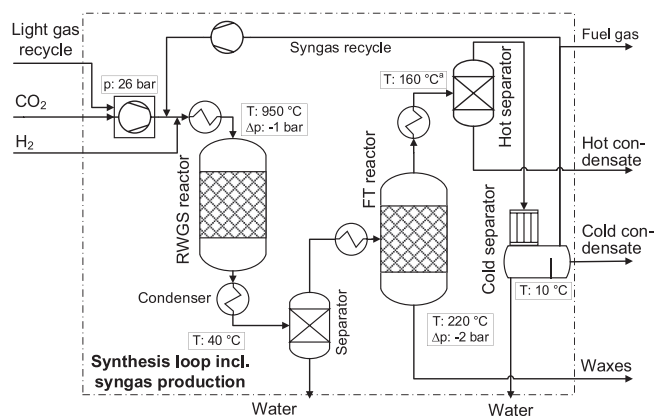 Light gas
recycle
p: 26 bar
CO2
H2
Syngas recycle
T: 950 °C
Δp: -1 bar
RWGS reactor
Condenser
T: 40 °C
Separator
Water
Synthesis loop incl.
syngas production
FT reactor
T: 160 °Cᵃ
Hot separator
T: 220 °C
Δp: -2 bar
Cold separator
T: 10 °C
Water
Fuel gas
Hot con-
densate
Cold con-
densate
Waxes